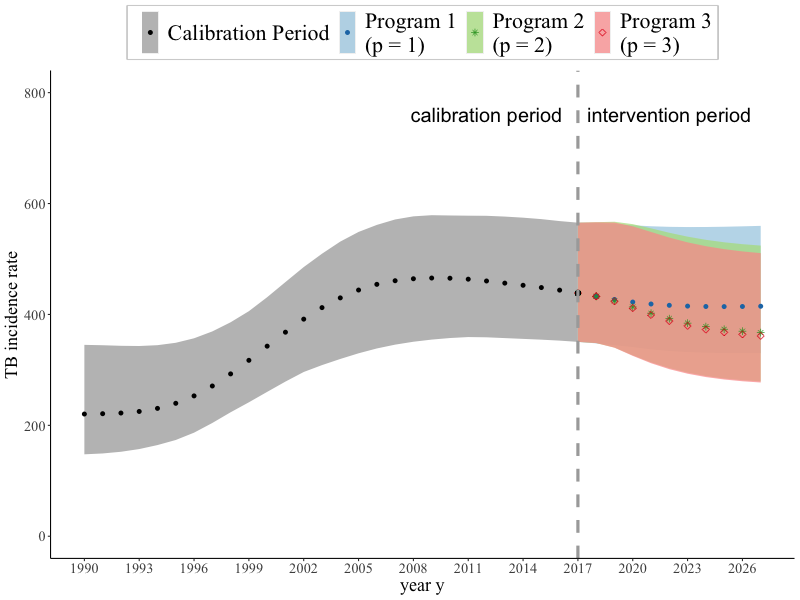 Calibration Period
Program 1
(p = 1)
Program 2
(p = 2)
Program 3
(p = 3)
calibration period
intervention period
TB incidence rate
800
600
400
200
0
1990 1993 1996 1999 2002 2005 2008 2011 2014 2017 2020 2023 2026
year y